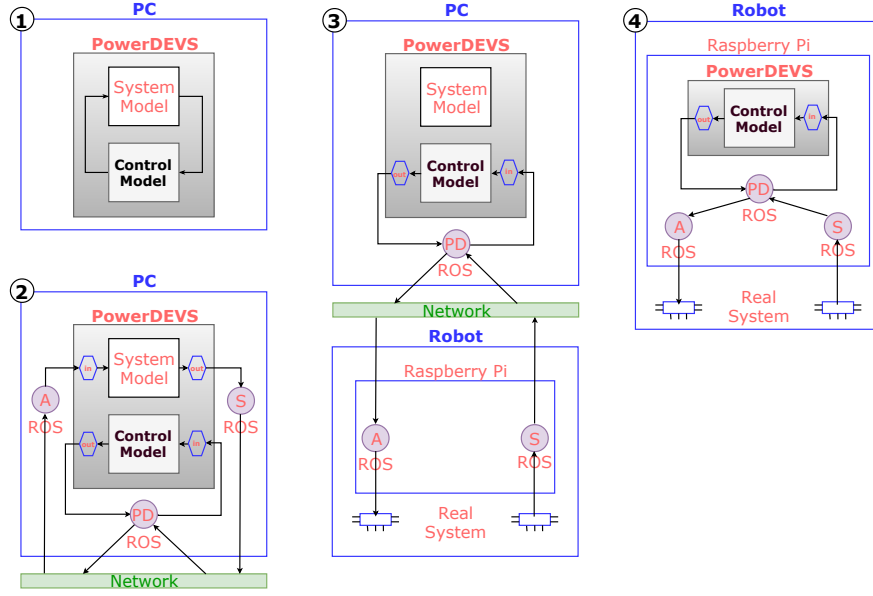 1
PC
PowerDEVS
System
Model
Control
Model
2
PC
PowerDEVS
in
System
Model
out
A
ROS
S
ROS
out
Control
Model
in
PD
ROS
Network
3
PC
PowerDEVS
System
Model
out
Control
Model
in
PD
ROS
Network
Robot
Raspberry Pi
A
ROS
S
ROS
Real
System
4
Robot
Raspberry Pi
PowerDEVS
out
Control
Model
in
PD
ROS
A
ROS
S
ROS
Real
System